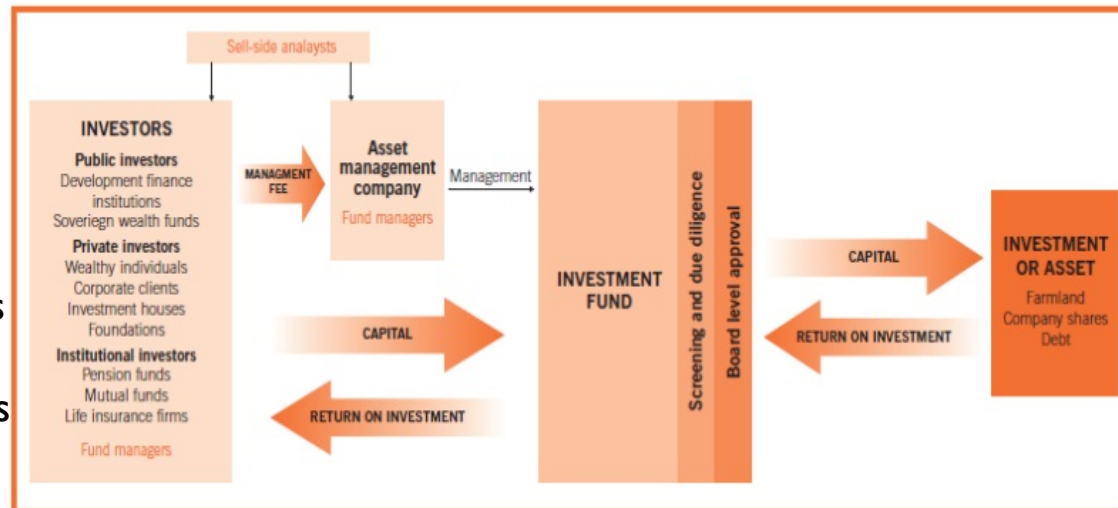 Sell-side analaysts
INVESTORS
Public investors
Development finance
institutions
Soveriegn wealth funds
Private investors
Wealthy individuals
Corporate clients
Investment houses
Foundations
Institutional investors
Pension funds
Mutual funds
Life insurance firms
Fund managers
s
s
MANAGMENT
FEE
Asset
management
company
Fund managers
Management
CAPITAL
RETURN ON INVESTMENT
INVESTMENT
FUND
Screening and due diligence
Board level approval
CAPITAL
RETURN ON INVESTMENT
INVESTMENT
OR ASSET
Farmland
Company shares
Debt